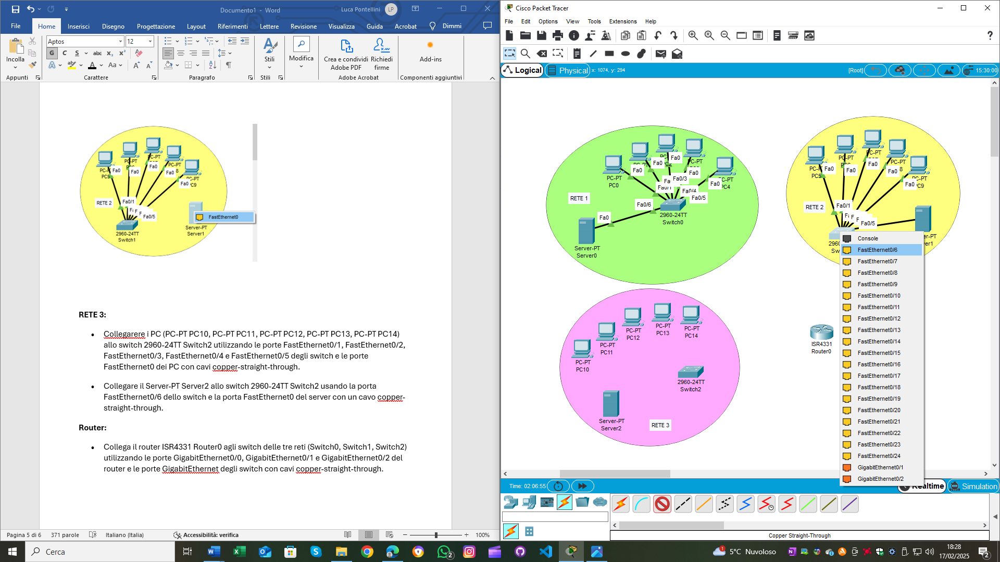 Documento1 - Word
Luca Pontellini
LP
File
Home
Inserisci
Disegno
Progettazione
Layout
Riferimenti
Lettere
Revisione
Visualizza
Guida
Acrobat
Dimmi
Incolla
Aptos
12
Stili
Modifica
Crea e condividi
Adobe PDF
Richiedi
firme
Add-ins
Appunti
Carattere
Paragrafo
Stili
Adobe Acrobat
Componenti aggiuntivi
PC5
PC-PT
PC-PT
PC9
Fa0
Fa0
Fa0
Fa0
Fa0
RETE 2
Fa0/1
Fa0/5
FastEthernet0
2960-24TT
Switch1
Server-PT
Server1
RETE 3:
• Collegarere i PC (PC-PT PC10, PC-PT PC11, PC-PT PC12, PC-PT PC13, PC-PT PC14)
allo switch 2960-24TT Switch2 utilizzando le porte FastEthernet0/1, FastEthernet0/2,
FastEthernet0/3, FastEthernet0/4 e FastEthernet0/5 degli switch e le porte
FastEthernet0 dei PC con cavi copper-straight-through.
• Collegare il Server-PT Server2 allo switch 2960-24TT Switch2 usando la porta
FastEthernet0/6 dello switch e la porta FastEthernet0 del server con un cavo copper-
straight-through.
Router:
• Collega il router ISR4331 Router0 agli switch delle tre reti (Switch0, Switch1, Switch2)
utilizzando le porte GigabitEthernet0/0, GigabitEthernet0/1 e GigabitEthernet0/2 del
router e le porte GigabitEthernet degli switch con cavi copper-straight-through.
Pagina 5 di 6
371 parole
Italiano (Italia)
Accessibilità: verifica
100%
Cisco Packet Tracer
File
Edit
Options
View
Tools
Extensions
Help
Logical
Physical
x: 1074, y: 294
[Root]
15:30:00
PC-PT
PC0
Fa0
Fa0
Fa0
Fa0
Fa0
PC4
RETE 1
Fa0/3
Fa0/4
Fa0/5
Fa0/6
Fa0
2960-24TT
Switch0
Server-PT
Server0
PC5
PC-PT
PC-PT
PC9
Fa0
Fa0
Fa0
Fa0
Fa0
RETE 2
Fa0/1
Fa0/5
Console
FastEthernet0/6
FastEthernet0/7
FastEthernet0/8
FastEthernet0/9
FastEthernet0/10
FastEthernet0/11
FastEthernet0/12
FastEthernet0/13
FastEthernet0/14
FastEthernet0/15
FastEthernet0/16
FastEthernet0/17
FastEthernet0/18
FastEthernet0/19
FastEthernet0/20
FastEthernet0/21
FastEthernet0/22
FastEthernet0/23
FastEthernet0/24
GigabitEthernet0/1
GigabitEthernet0/2
PC-PT
PC10
PC-PT
PC11
PC-PT
PC12
PC-PT
PC13
PC-PT
PC14
2960-24TT
Switch2
Server-PT
Server2
RETE 3
ISR4331
Router0
Time: 02:06:55
Realtime
Simulation
Copper Straight-Through
Cerca
5°C Nuvoloso
18:28
17/02/2025